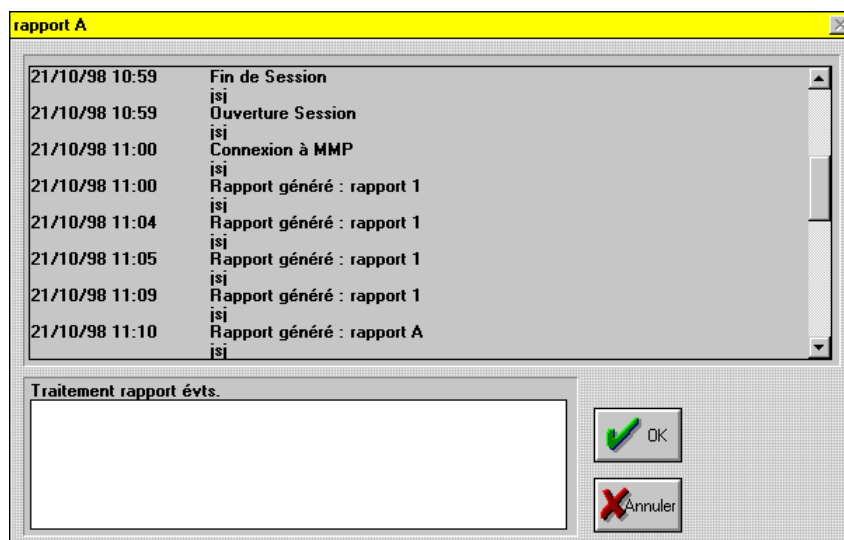 rapport A
21/10/98 10:59 Fin de Session
jsj
21/10/98 10:59 Ouverture Session
jsj
21/10/98 11:00 Connexion à MMP
jsj
21/10/98 11:00 Rapport généré : rapport 1
jsj
21/10/98 11:04 Rapport généré : rapport 1
jsj
21/10/98 11:05 Rapport généré : rapport 1
jsj
21/10/98 11:09 Rapport généré : rapport 1
jsj
21/10/98 11:10 Rapport généré : rapport A
jsj
Traitement rapport évts.
OK
Annuler